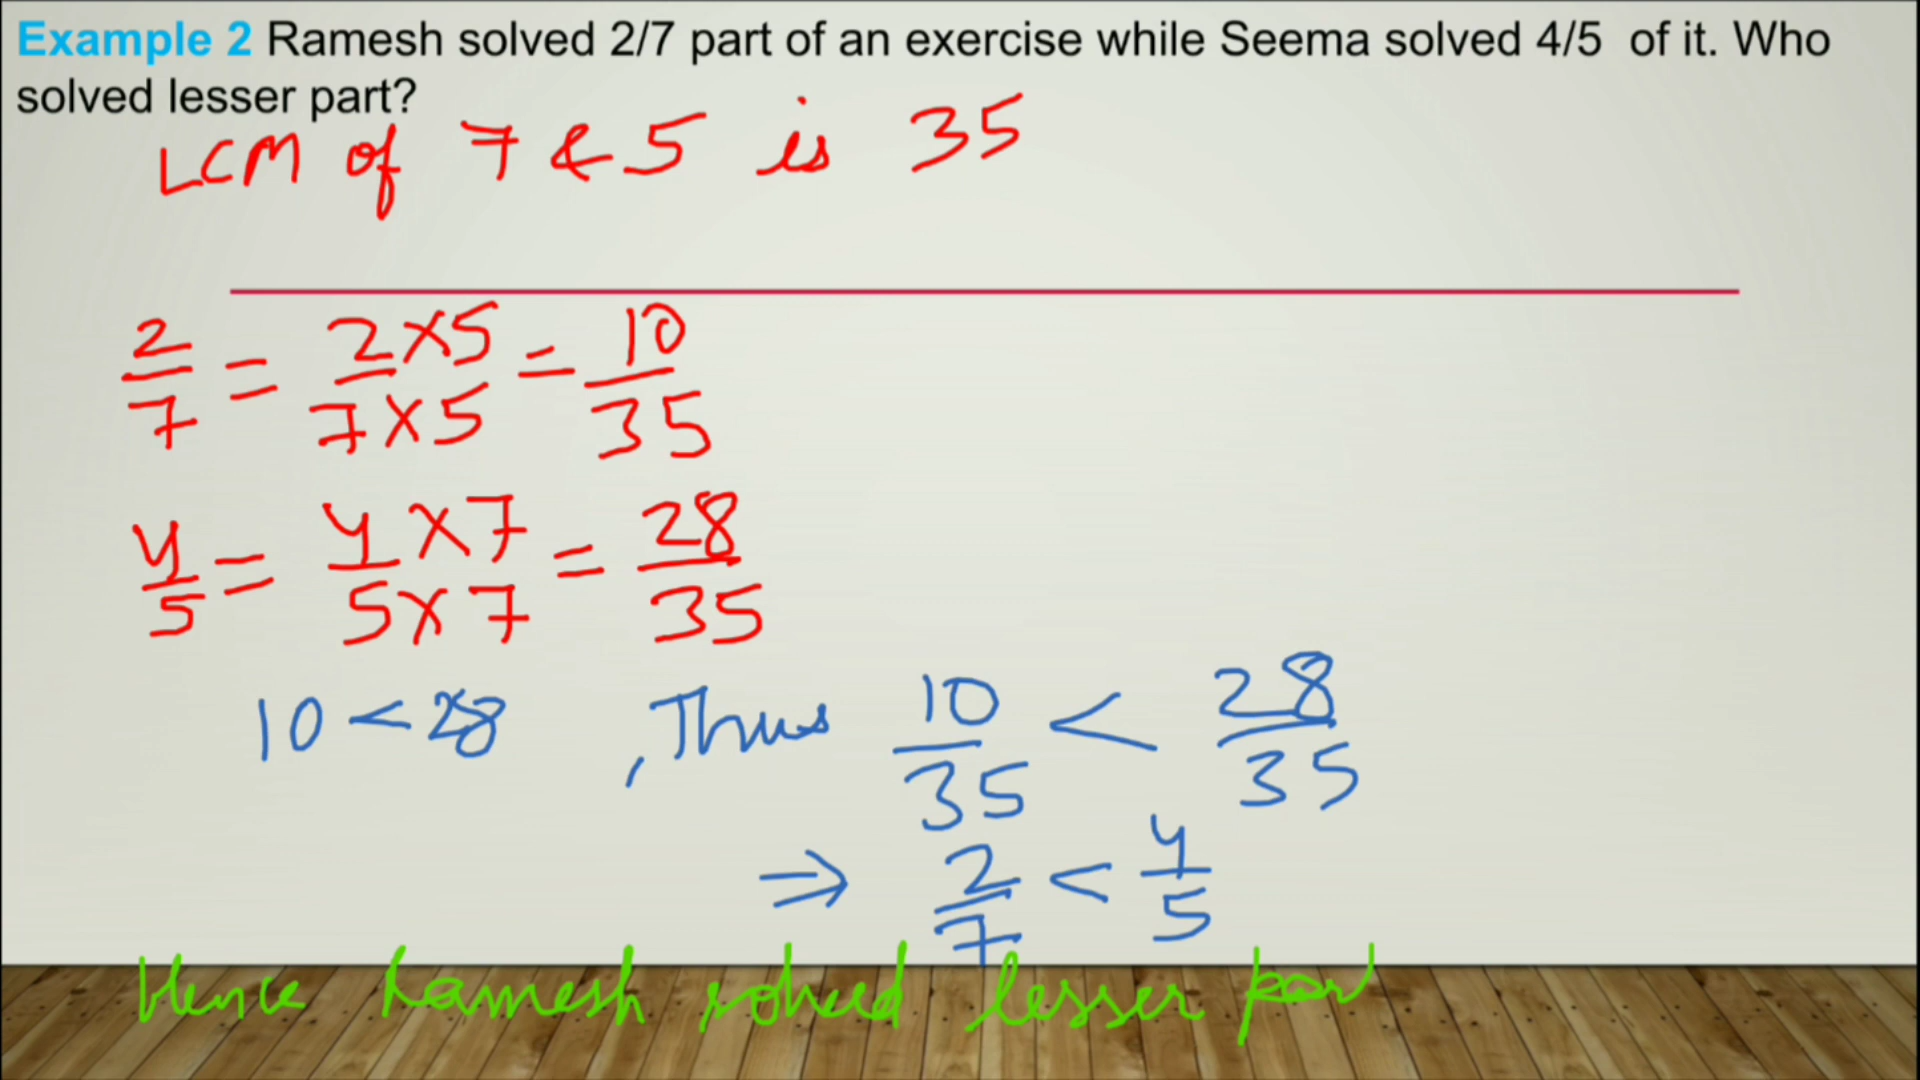 Example 2 Ramesh solved 2/7 part of an exercise while Seema solved 4/5 of it. Who
solved lesser part?
LCM of 7 & 5 is 35
2/7 = 2×5/7×5 = 10/35
4/5 = 4×7/5×7 = 28/35
10 < 28 , Thus 10/35 < 28/35
⇒ 2/7 < 4/5
Hence Ramesh solved lesser par